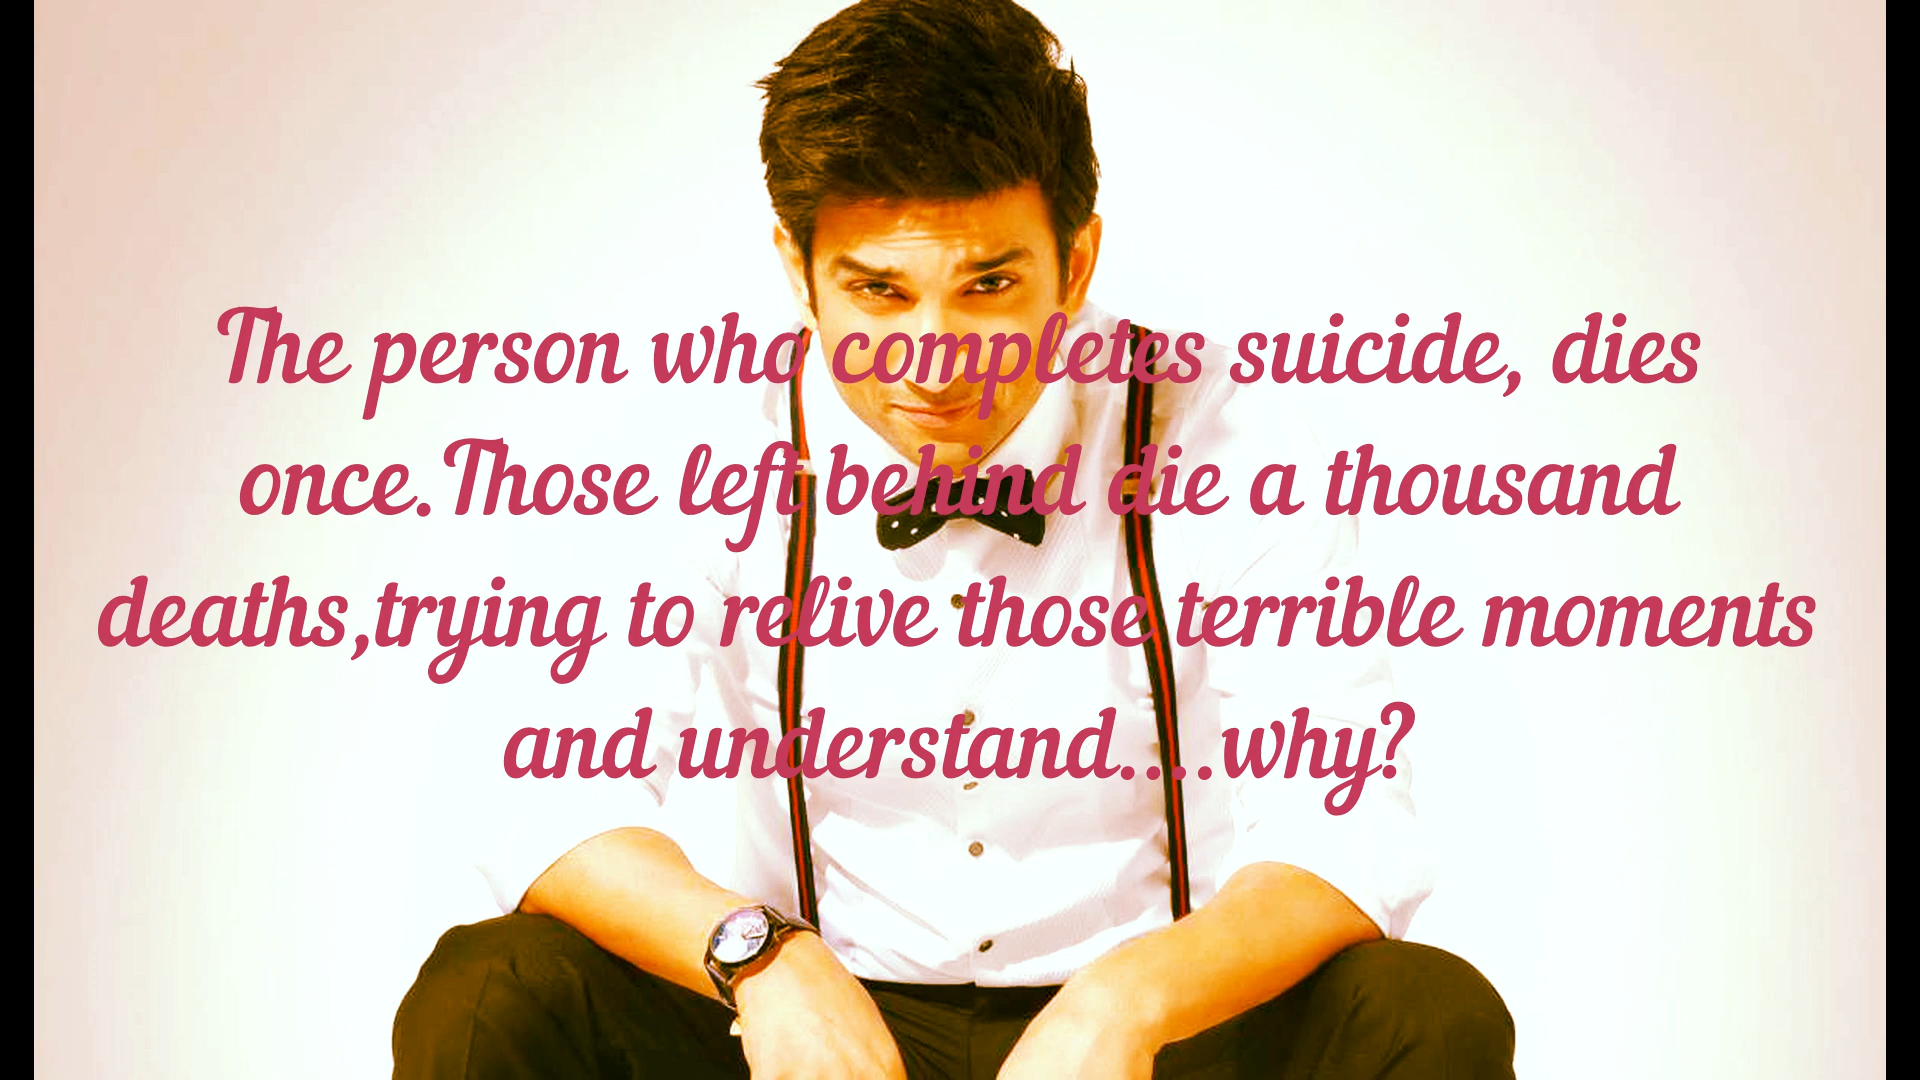 The person who completes suicide, dies
once.Those left behind die a thousand
deaths,trying to relive those terrible moments
and understand....why?